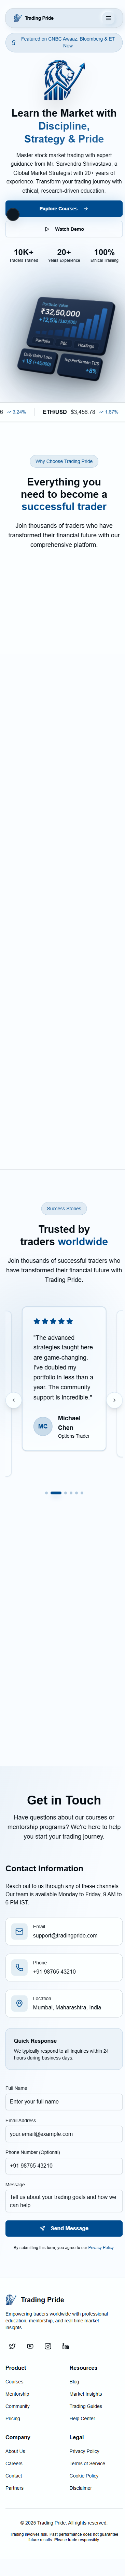 Trading Pride
Featured on CNBC Awaaz, Bloomberg & ET
Now
Learn the Market with
Discipline,
Strategy & Pride
Master stock market trading with expert
guidance from Mr. Sarvendra Shrivastava, a
Global Market Strategist with 20+ years of
experience. Transform your trading journey with
ethical, research-driven education.
Explore Courses
Watch Demo
10K+
Traders Trained
20+
Years Experience
100%
Ethical Training
Portfolio Value
₹32,50,000
Portfolio
P&L
Holdings
Daily Gain / Loss
Top Performer TCS
+8%
6
3.24%
ETH/USD
$3,456.78
1.87%
Why Choose Trading Pride
Everything you
need to become a
successful trader
Join thousands of traders who have
transformed their financial future with our
comprehensive platform.
Success Stories
Trusted by
traders worldwide
Join thousands of successful traders who
have transformed their financial future with
Trading Pride.
"The advanced
strategies taught here
are game-changing.
I've doubled my
portfolio in less than a
year. The community
support is incredible."
MC
Michael
Chen
Options Trader
Get in Touch
Have questions about our courses or
mentorship programs? We're here to help
you start your trading journey.
Contact Information
Reach out to us through any of these channels.
Our team is available Monday to Friday, 9 AM to
6 PM IST.
Email
support@tradingpride.com
Phone
+91 98765 43210
Location
Mumbai, Maharashtra, India
Quick Response
We typically respond to all inquiries within 24
hours during business days.
Full Name
Enter your full name
Email Address
your.email@example.com
Phone Number (Optional)
+91 98765 43210
Message
Tell us about your trading goals and how we
can help...
Send Message
By submitting this form, you agree to our Privacy Policy.
Trading Pride
Empowering traders worldwide with professional
education, mentorship, and real-time market
insights.
Product
Resources
Courses
Blog
Mentorship
Market Insights
Community
Trading Guides
Pricing
Help Center
Company
Legal
About Us
Privacy Policy
Careers
Terms of Service
Contact
Cookie Policy
Partners
Disclaimer
© 2025 Trading Pride. All rights reserved.
Trading involves risk. Past performance does not guarantee
future results. Please trade responsibly.